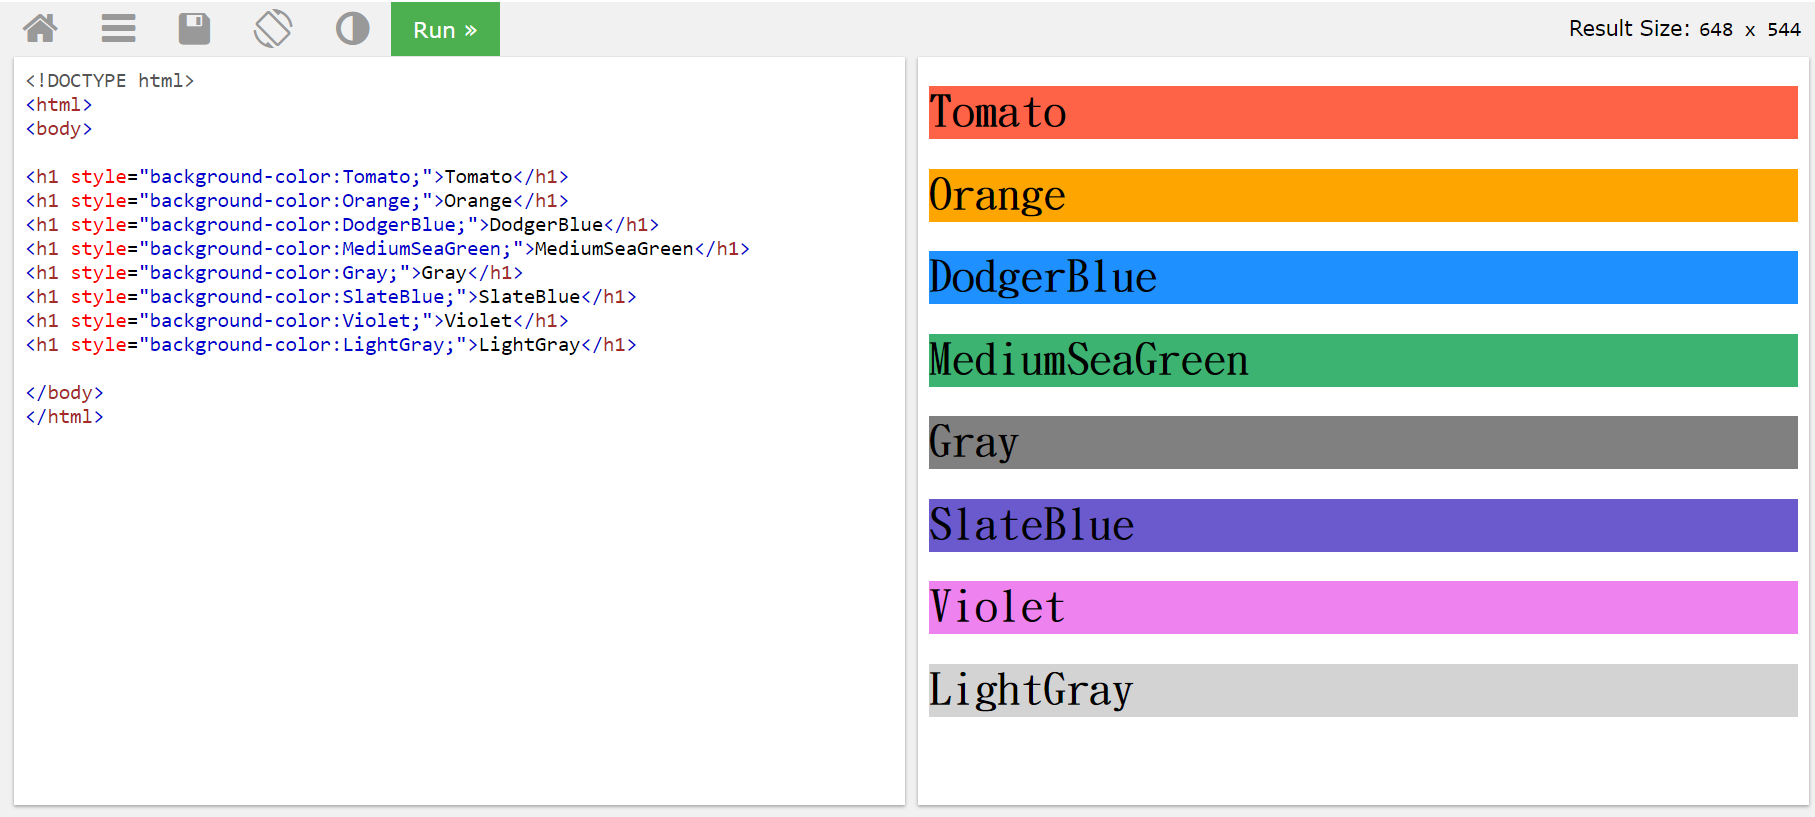 Run »
Result Size: 648 x 544
<!DOCTYPE html>
<html>
<body>
<h1 style="background-color:Tomato;">Tomato</h1>
<h1 style="background-color:Orange;">Orange</h1>
<h1 style="background-color:DodgerBlue;">DodgerBlue</h1>
<h1 style="background-color:MediumSeaGreen;">MediumSeaGreen</h1>
<h1 style="background-color:Gray;">Gray</h1>
<h1 style="background-color:SlateBlue;">SlateBlue</h1>
<h1 style="background-color:Violet;">Violet</h1>
<h1 style="background-color:LightGray;">LightGray</h1>
</body>
</html>
Tomato
Orange
DodgerBlue
MediumSeaGreen
Gray
SlateBlue
Violet
LightGray